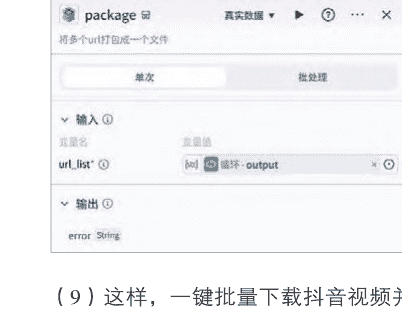 package 真实数据
将多个url打包成一个文件
单次 批处理
输入
变量名 变量值
url_list* 循环 - output
输出
error String
（9）这样，一键批量下载抖音视频并